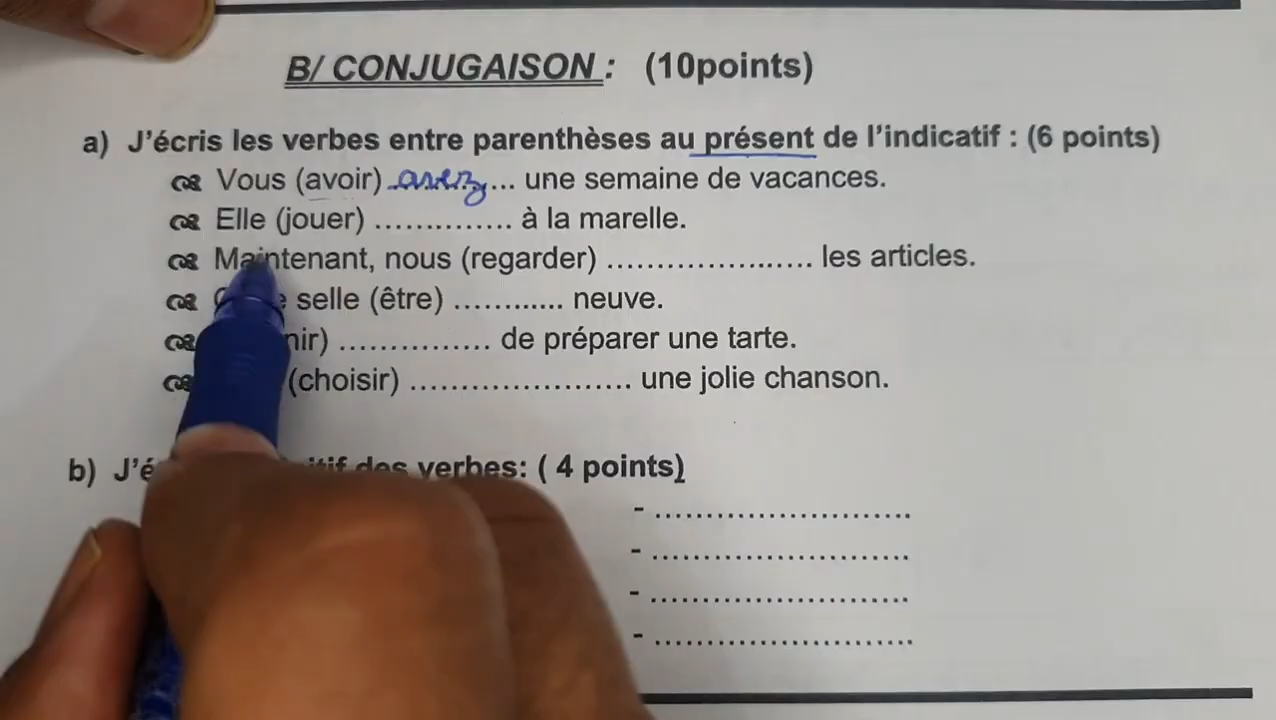 B/ CONJUGAISON : (10points)
a) J'écris les verbes entre parenthèses au présent de l'indicatif : (6 points)
Vous (avoir) avez ... une semaine de vacances.
Elle (jouer) .............. à la marelle.
Maintenant, nous (regarder) ..................... les articles.
selle (être) ............ neuve.
............... de préparer une tarte.
(choisir) ...................... une jolie chanson.
b) des verbes: ( 4 points)
- ..........................
- ..........................
- ..........................
- ..........................